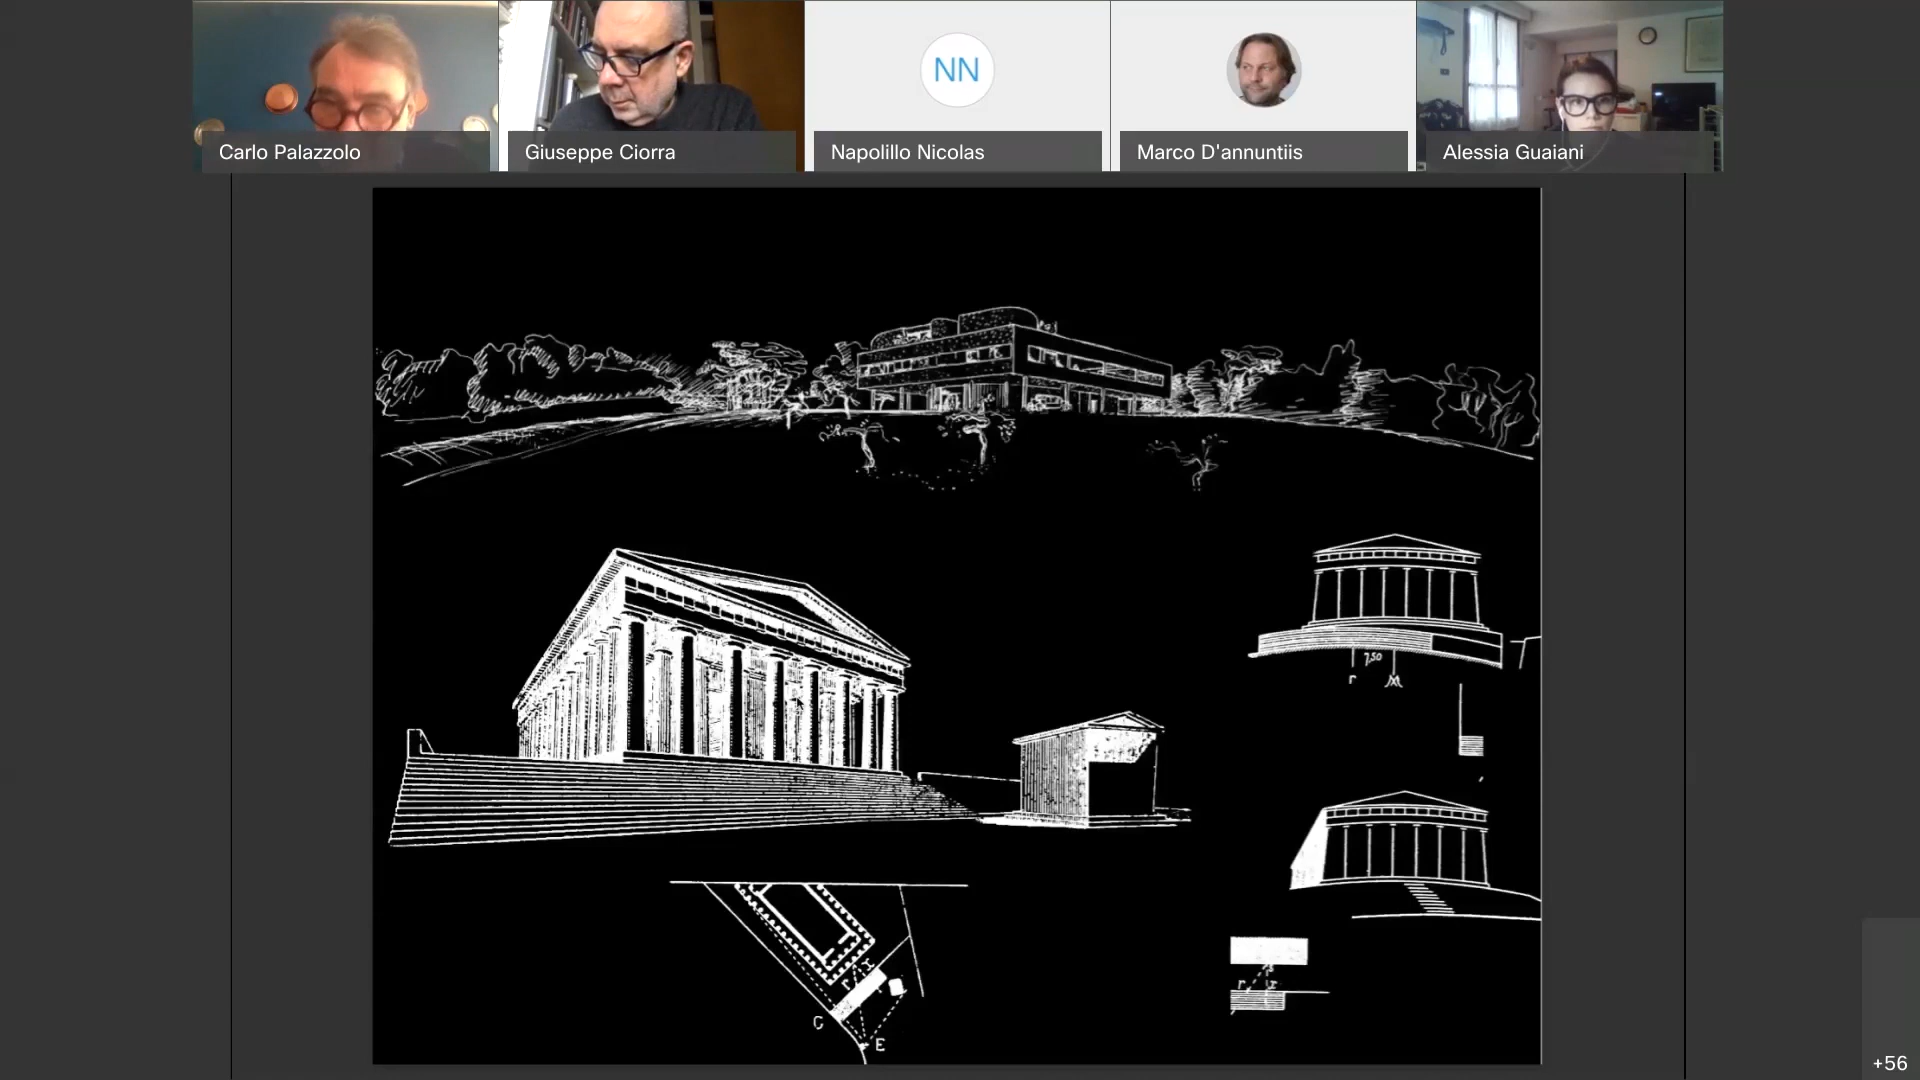 NN
Carlo Palazzolo
Giuseppe Ciorra
Napolillo Nicolas
Marco D'annuntiis
Alessia Guaiani
7,50
r
M
r
x
r
x
C
E
+56